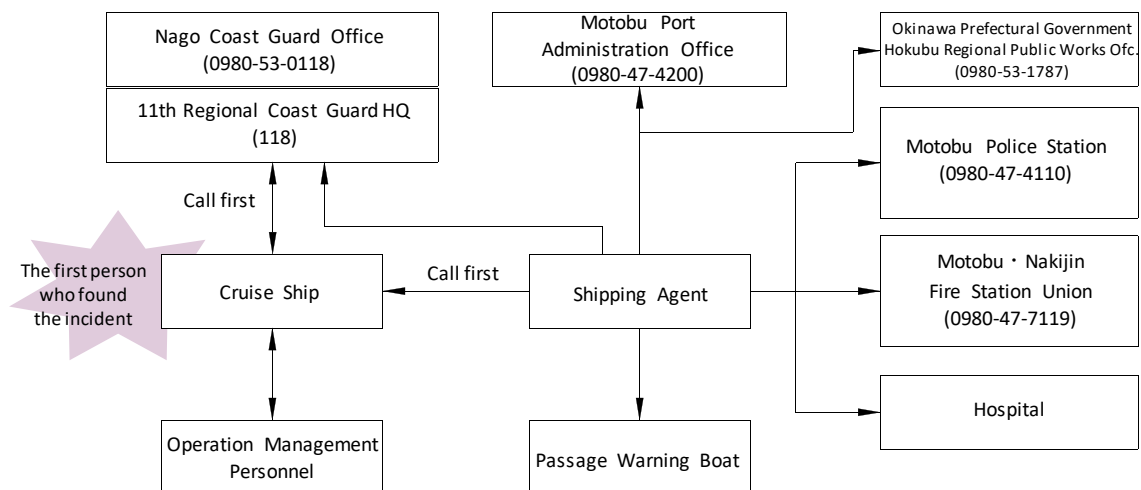 Nago Coast Guard Office
(0980-53-0118)
11th Regional Coast Guard HQ
(118)
Motobu Port
Administration Office
(0980-47-4200)
Okinawa Prefectural Government
Hokubu Regional Public Works Ofc.
(0980-53-1787)
Motobu Police Station
(0980-47-4110)
Call first
The first person
who found
the incident
Cruise Ship
Call first
Shipping Agent
Motobu・Nakijin
Fire Station Union
(0980-47-7119)
Hospital
Operation Management
Personnel
Passage Warning Boat